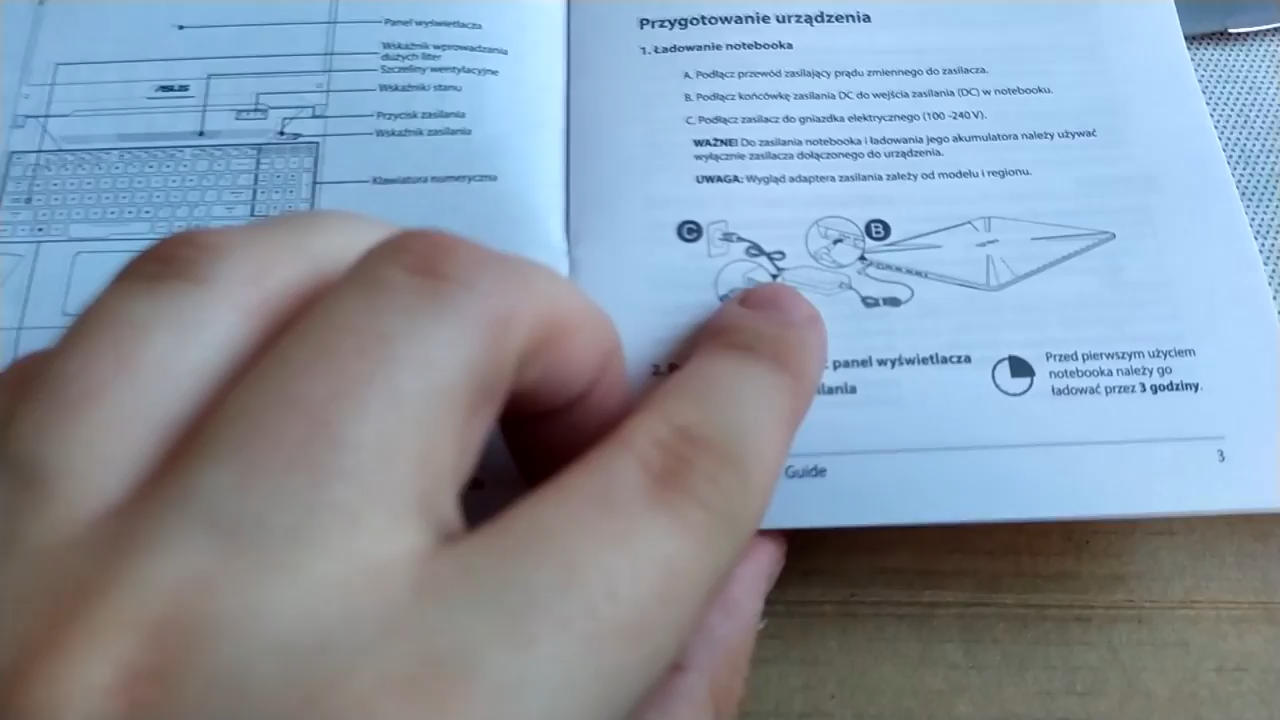 Panel wyświetlacza
Wskaźnik wprowadzania
dużych liter
Szczeliny wentylacyjne
Wskaźniki stanu
ASUS
Przycisk zasilania
Wskaźnik zasilania
Klawiatura numeryczna
Przygotowanie urządzenia
1. Ładowanie notebooka
A. Podłącz przewód zasilający prądu zmiennego do zasilacza.
B. Podłącz końcówkę zasilania DC do wejścia zasilania (DC) w notebooku.
C. Podłącz zasilacz do gniazdka elektrycznego (100 -240 V).
WAŻNE! Do zasilania notebooka i ładowania jego akumulatora należy używać
wyłącznie zasilacza dołączonego do urządzenia.
UWAGA: Wygląd adaptera zasilania zależy od modelu i regionu.
C
B
2. P panel wyświetlacza
ilania
Przed pierwszym użyciem
notebooka należy go
ładować przez 3 godziny.
Guide
3